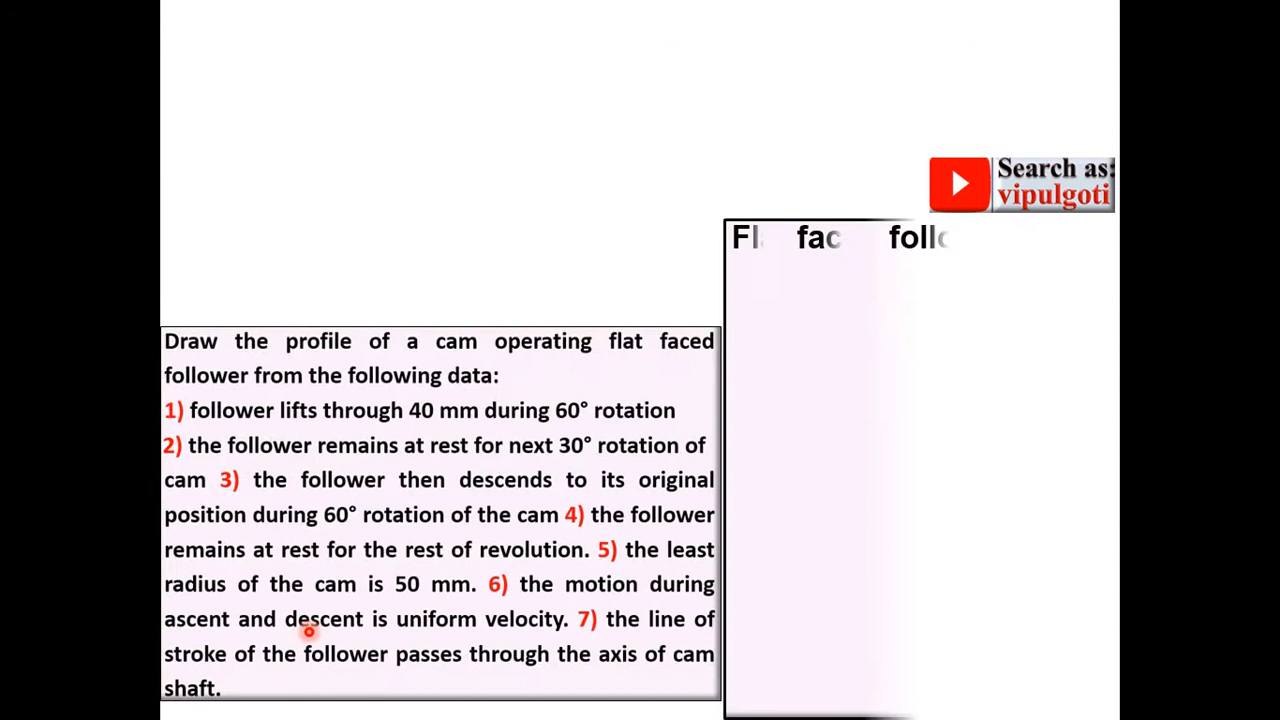 Search as:
vipulgoti
Draw the profile of a cam operating flat faced
follower from the following data:
1) follower lifts through 40 mm during 60° rotation
2) the follower remains at rest for next 30° rotation of
cam 3) the follower then descends to its original
position during 60° rotation of the cam 4) the follower
remains at rest for the rest of revolution. 5) the least
radius of the cam is 50 mm. 6) the motion during
ascent and descent is uniform velocity. 7) the line of
stroke of the follower passes through the axis of cam
shaft.